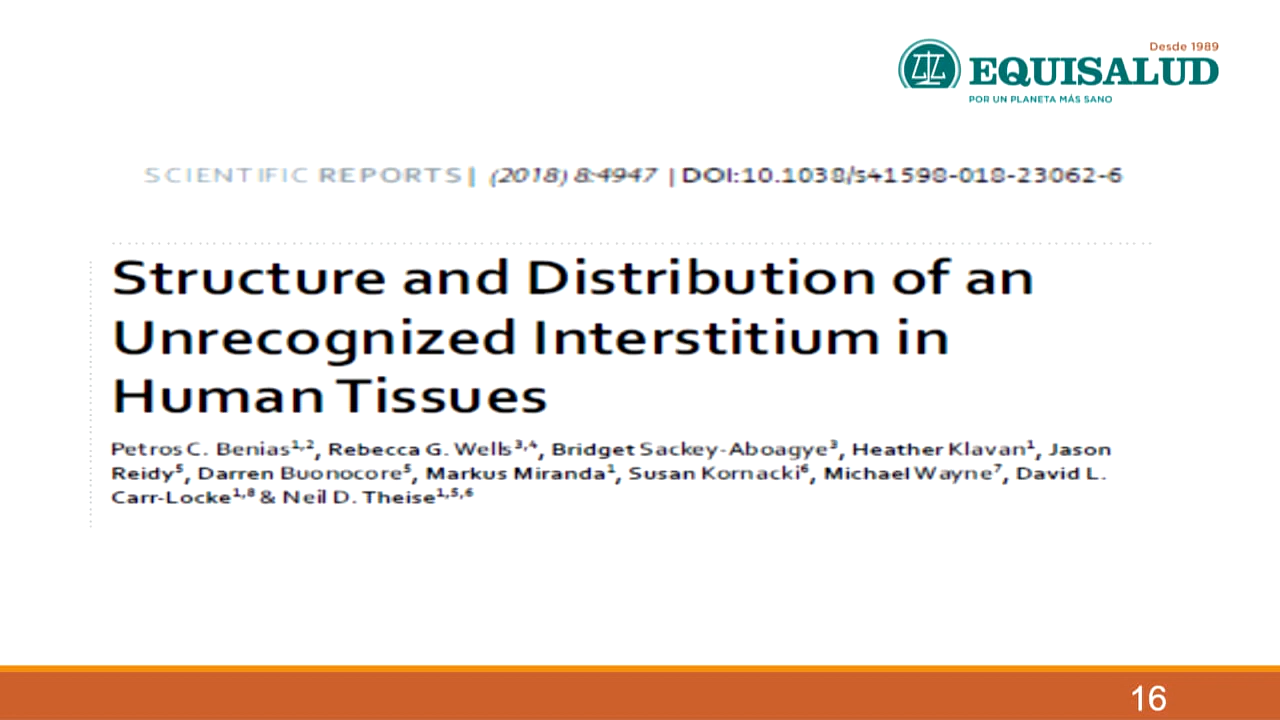 Desde 1989
EQUISALUD
POR UN PLANETA MÁS SANO
SCIENTIFIC REPORTS | (2018) 8:4947 | DOI:10.1038/s41598-018-23062-6
Structure and Distribution of an
Unrecognized Interstitium in
Human Tissues
Petros C. Benias¹,², Rebecca G. Wells³,⁴, Bridget Sackey-Aboagye³, Heather Klavan¹, Jason
Reidy⁵, Darren Buonocore⁵, Markus Miranda¹, Susan Kornacki⁶, Michael Wayne⁷, David L.
Carr-Locke¹,⁸ & Neil D. Theise¹,⁵,⁶
16